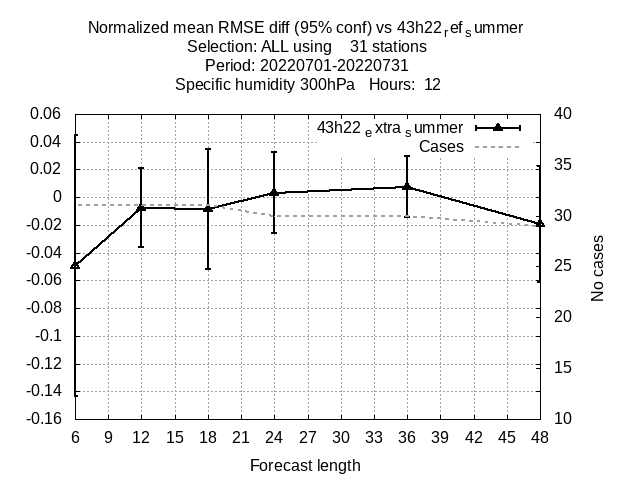 Normalized mean RMSE diff (95% conf) vs 43h22refsummer
Selection: ALL using 31 stations
Period: 20220701-20220731
Specific humidity 300hPa Hours: 12
43h22extrasummer
Cases
0.06
0.04
0.02
0
-0.02
-0.04
-0.06
-0.08
-0.1
-0.12
-0.14
-0.16
40
35
30
25
20
15
10
No cases
6 9 12 15 18 21 24 27 30 33 36 39 42 45 48
Forecast length